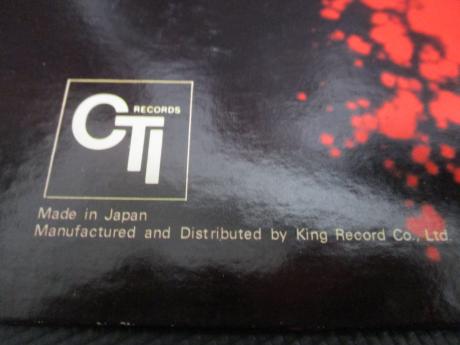 CTI RECORDS
Made in Japan
Manufactured and Distributed by King Record Co., Ltd